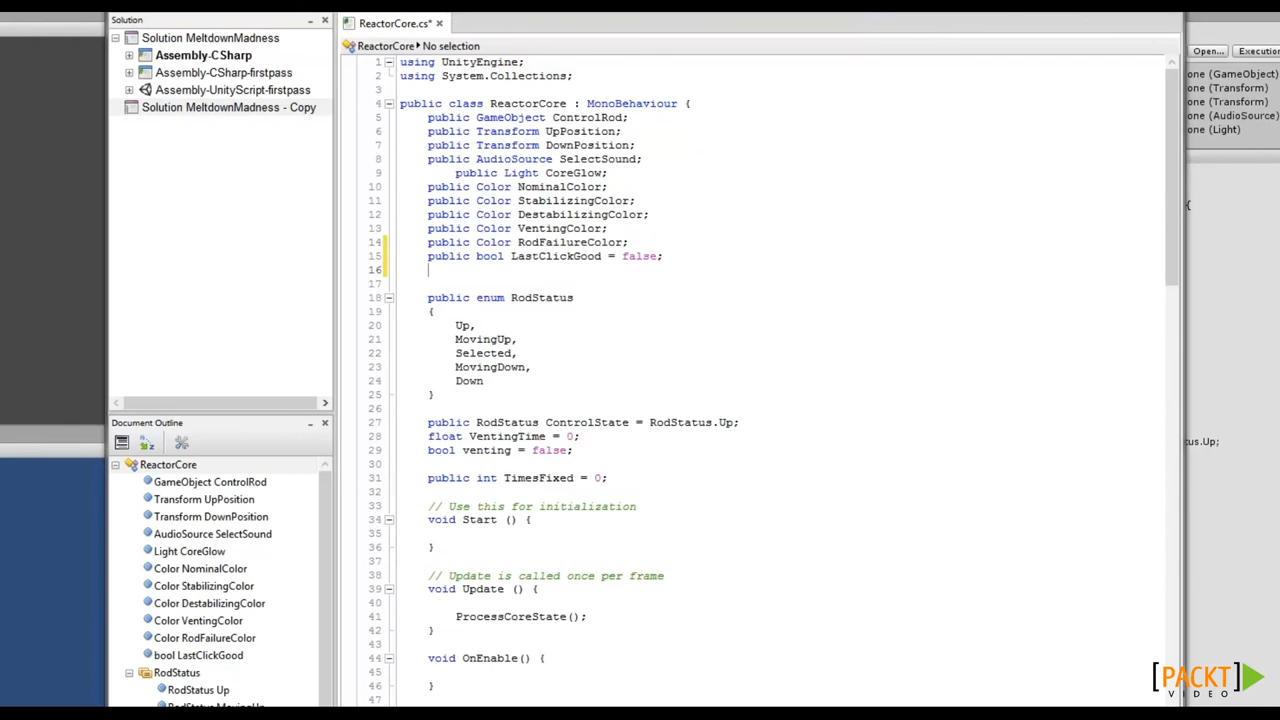 Solution
Solution MeltdownMadness
Assembly-CSharp
Assembly-CSharp-firstpass
Assembly-UnityScript-firstpass
Solution MeltdownMadness - Copy
Document Outline
ReactorCore
GameObject ControlRod
Transform UpPosition
Transform DownPosition
AudioSource SelectSound
Light CoreGlow
Color NominalColor
Color StabilizingColor
Color DestabilizingColor
Color VentingColor
Color RodFailureColor
bool LastClickGood
RodStatus
RodStatus Up
RodStatus MovingUp
ReactorCore.cs*
ReactorCore No selection
1 using UnityEngine;
2 using System.Collections;
3
4 public class ReactorCore : MonoBehaviour {
5 public GameObject ControlRod;
6 public Transform UpPosition;
7 public Transform DownPosition;
8 public AudioSource SelectSound;
9 public Light CoreGlow;
10 public Color NominalColor;
11 public Color StabilizingColor;
12 public Color DestabilizingColor;
13 public Color VentingColor;
14 public Color RodFailureColor;
15 public bool LastClickGood = false;
16
17
18 public enum RodStatus
19 {
20 Up,
21 MovingUp,
22 Selected,
23 MovingDown,
24 Down
25 }
26
27 public RodStatus ControlState = RodStatus.Up;
28 float VentingTime = 0;
29 bool venting = false;
30
31 public int TimesFixed = 0;
32
33 // Use this for initialization
34 void Start () {
35
36 }
37
38 // Update is called once per frame
39 void Update () {
40
41 ProcessCoreState();
42 }
43
44 void OnEnable() {
45
46 }
47
Open... Execution
one (GameObject)
one (Transform)
one (Transform)
one (AudioSource)
one (Light)
{
tus.Up;
[PACKT]
VIDEO